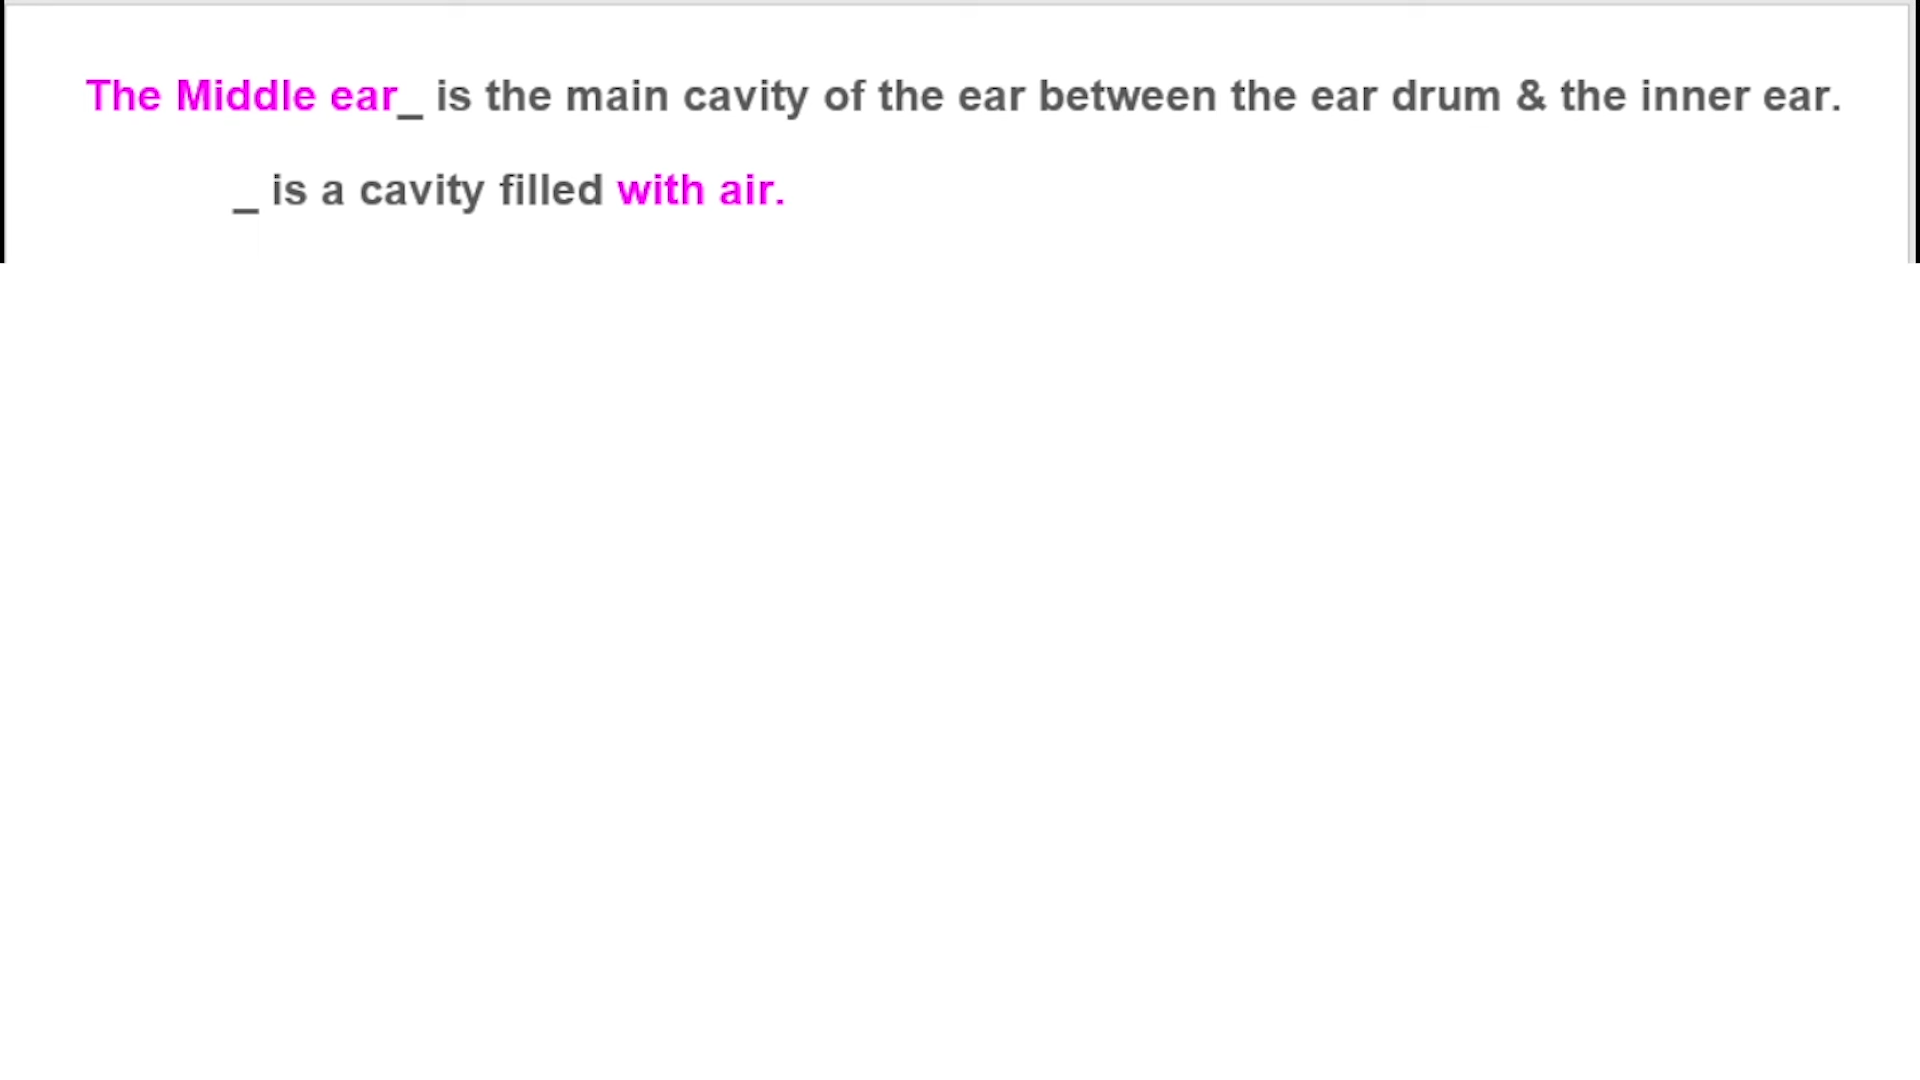 The Middle ear_ is the main cavity of the ear between the ear drum & the inner ear.
_ is a cavity filled with air.